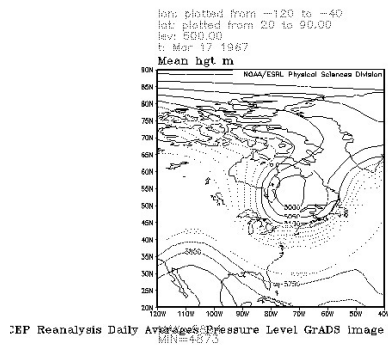 lon: plotted from -120 to -40
lat: plotted from 20 to 90.00
lev: 500.00
t: Mar 17 1967
Mean hgt m
NOAA/ESRL Physical Sciences Division
90N
85N
80N
75N
70N
65N
60N
55N
50N
45N
40N
35N
30N
25N
20N
5000
5800
5750
120W
110W
100W
90W
80W
70W
60W
50W
40W
CEP Reanalysis Daily Averages Pressure Level GrADS image
MIN=4873